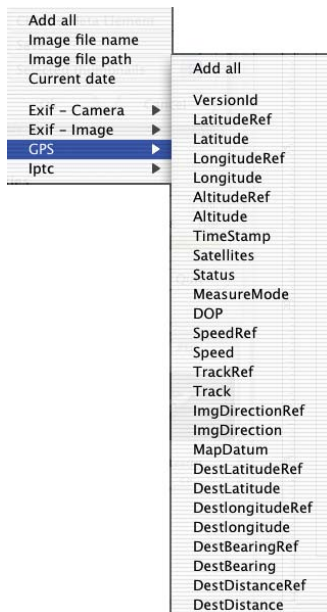 Add all
Image file name
Image file path
Current date
Exif – Camera
Exif – Image
GPS
Iptc
Add all
VersionId
LatitudeRef
Latitude
LongitudeRef
Longitude
AltitudeRef
Altitude
TimeStamp
Satellites
Status
MeasureMode
DOP
SpeedRef
Speed
TrackRef
Track
ImgDirectionRef
ImgDirection
MapDatum
DestLatitudeRef
DestLatitude
DestlongitudeRef
Destlongitude
DestBearingRef
DestBearing
DestDistanceRef
DestDistance